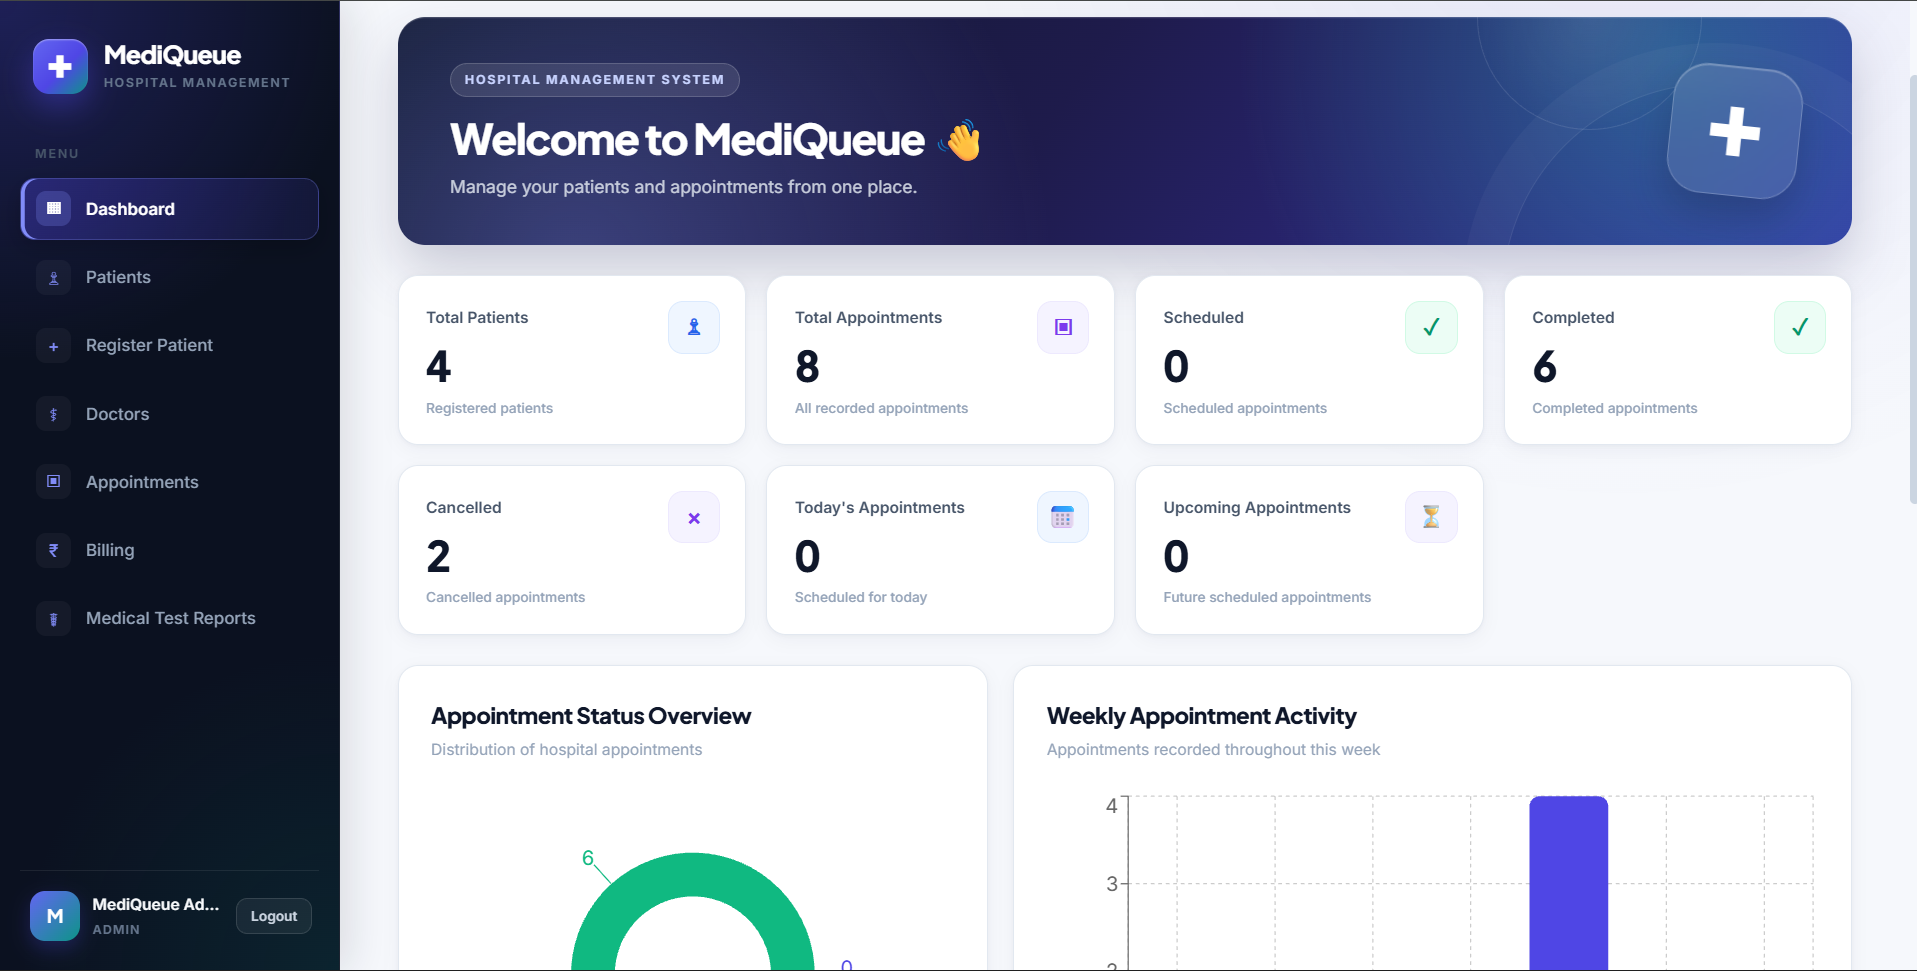 MediQueue
HOSPITAL MANAGEMENT
MENU
Dashboard
Patients
Register Patient
Doctors
Appointments
₹ Billing
Medical Test Reports
M
MediQueue Ad...
ADMIN
Logout
HOSPITAL MANAGEMENT SYSTEM
Welcome to MediQueue 👋
Manage your patients and appointments from one place.
Total Patients
4
Registered patients
Total Appointments
8
All recorded appointments
Scheduled
✓
0
Scheduled appointments
Completed
✓
6
Completed appointments
Cancelled
×
2
Cancelled appointments
Today's Appointments
0
Scheduled for today
Upcoming Appointments
0
Future scheduled appointments
Appointment Status Overview
Distribution of hospital appointments
6
0
Weekly Appointment Activity
Appointments recorded throughout this week
4
3
2